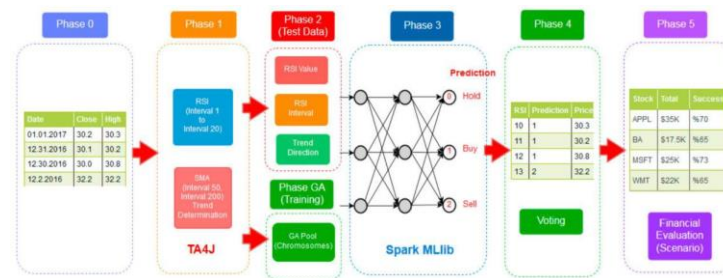 Phase 0
Date Close High
01.01.2017 30.2 30.3
12.31.2016 30.1 30.2
12.30.2016 30.0 30.8
12.2.2016 32.2 32.2
Phase 1
RSI
(Interval 1
to
Interval 20)
SMA
(Interval 50,
Interval 200)
Trend
Determination
TA4J
Phase 2
(Test Data)
RSI Value
RSI
Interval
Trend
Direction
Phase GA
(Training)
GA Pool
(Chromosomes)
Phase 3
Prediction
0 Hold
1 Buy
2 Sell
Spark MLlib
Phase 4
RSI Prediction Price
10 1 30.3
11 1 30.2
12 1 30.8
13 2 32.2
Voting
Phase 5
Stock Total Success
APPL $35K %70
BA $17.5K %65
MSFT $25K %73
WMT $22K %85
Financial
Evaluation
(Scenario)